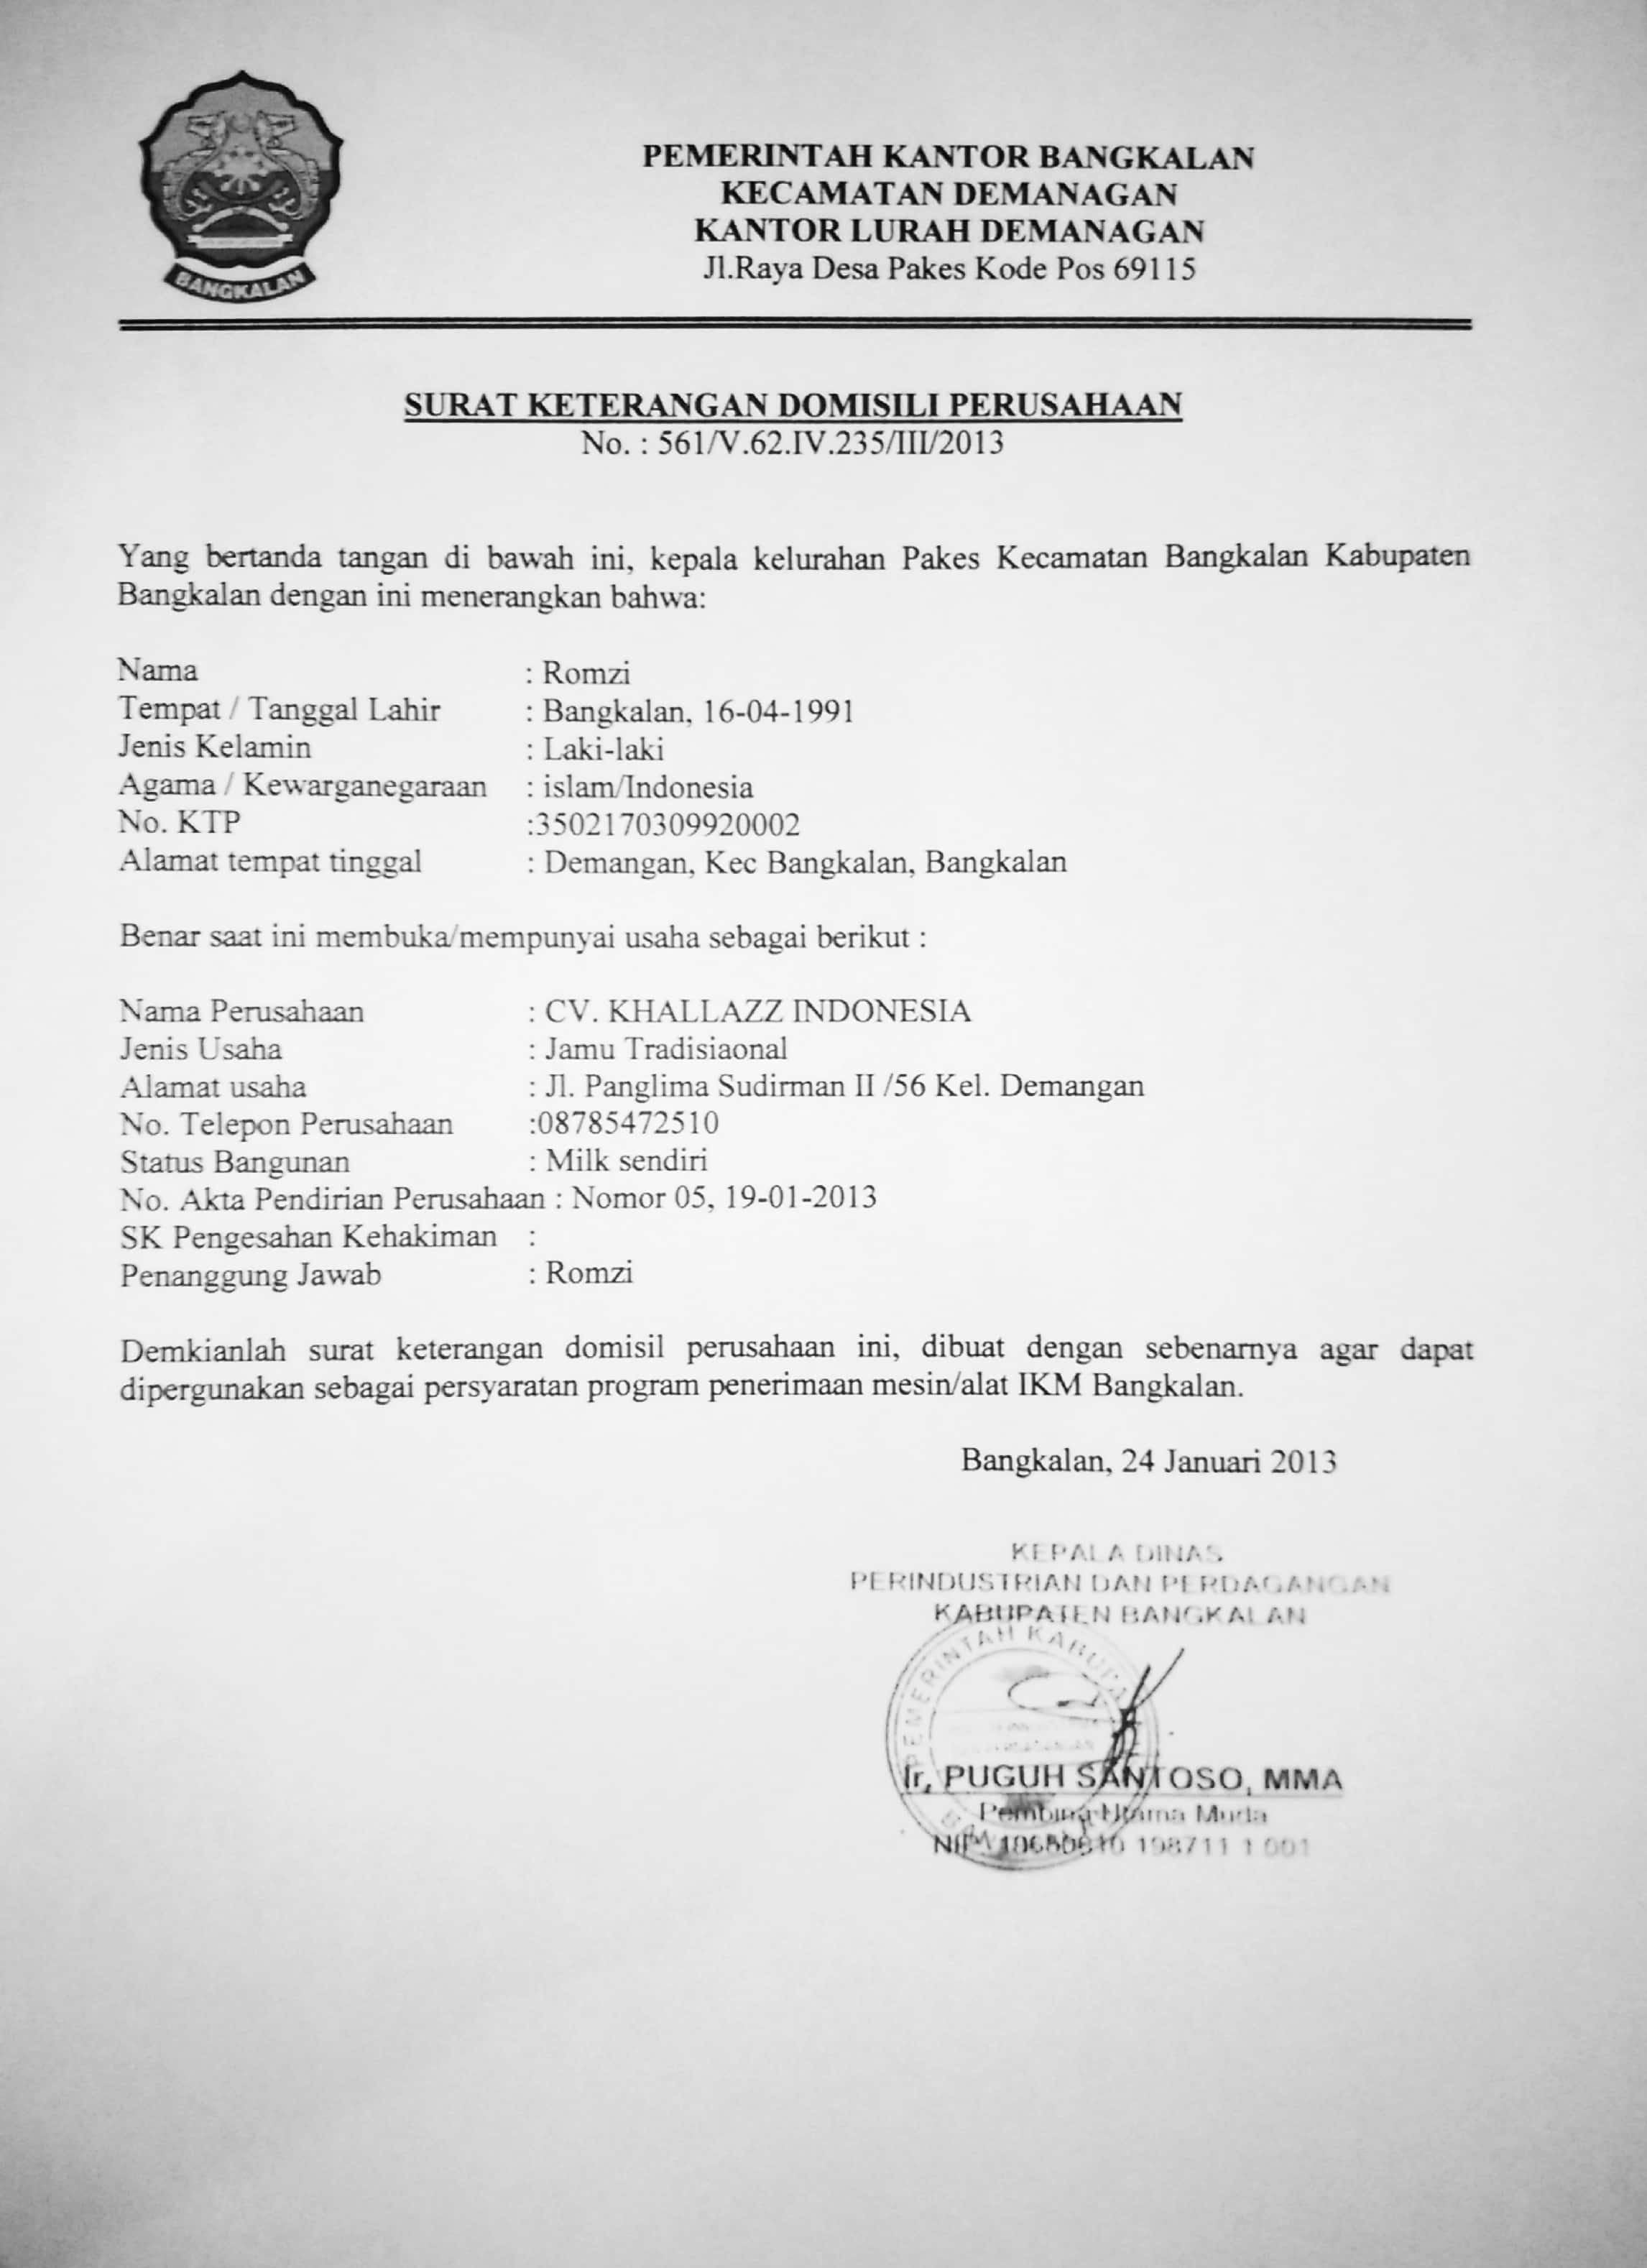 BANGKALAN
PEMERINTAH KANTOR BANGKALAN
KECAMATAN DEMANAGAN
KANTOR LURAH DEMANAGAN
Jl.Raya Desa Pakes Kode Pos 69115
SURAT KETERANGAN DOMISILI PERUSAHAAN
No. : 561/V.62.IV.235/III/2013
Yang bertanda tangan di bawah ini, kepala kelurahan Pakes Kecamatan Bangkalan Kabupaten
Bangkalan dengan ini menerangkan bahwa:
Nama : Romzi
Tempat / Tanggal Lahir : Bangkalan, 16-04-1991
Jenis Kelamin : Laki-laki
Agama / Kewarganegaraan : islam/Indonesia
No. KTP :3502170309920002
Alamat tempat tinggal : Demangan, Kec Bangkalan, Bangkalan
Benar saat ini membuka/mempunyai usaha sebagai berikut :
Nama Perusahaan : CV. KHALLAZZ INDONESIA
Jenis Usaha : Jamu Tradisiaonal
Alamat usaha : Jl. Panglima Sudirman II /56 Kel. Demangan
No. Telepon Perusahaan :08785472510
Status Bangunan : Milk sendiri
No. Akta Pendirian Perusahaan : Nomor 05, 19-01-2013
SK Pengesahan Kehakiman :
Penanggung Jawab : Romzi
Demkianlah surat keterangan domisil perusahaan ini, dibuat dengan sebenarnya agar dapat
dipergunakan sebagai persyaratan program penerimaan mesin/alat IKM Bangkalan.
Bangkalan, 24 Januari 2013
KEPALA DINAS
PERINDUSTRIAN DAN PERDAGANGAN
KABUPATEN BANGKALAN
PEMERINTAH KABUPA
Ir, PUGUH SANTOSO, MMA
Pembina Utama Muda
NIP 198711 1 001